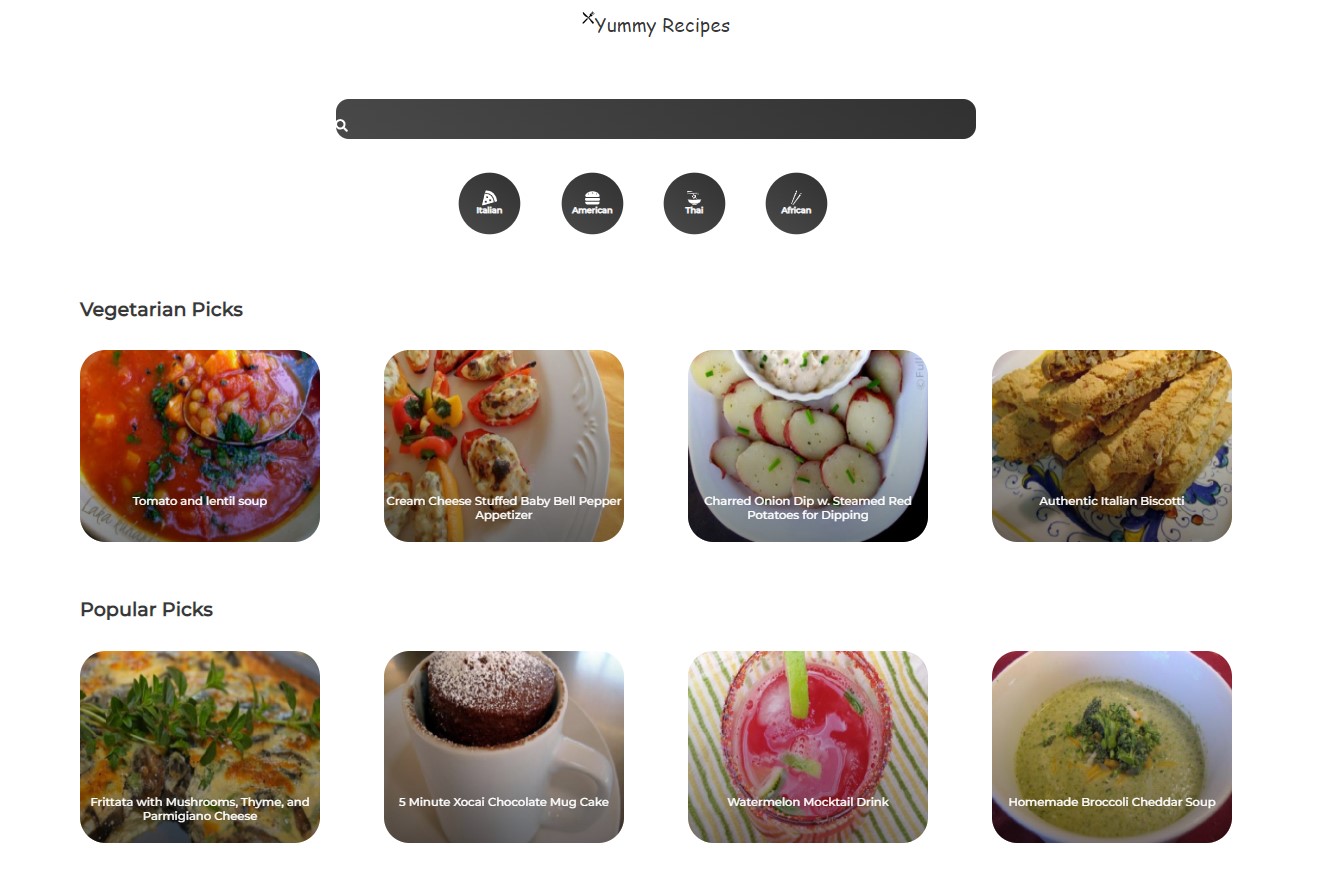 Yummy Recipes
Italian
American
Thai
African
Vegetarian Picks
Tomato and lentil soup
Cream Cheese Stuffed Baby Bell Pepper
Appetizer
Charred Onion Dip w. Steamed Red
Potatoes for Dipping
Authentic Italian Biscotti
Popular Picks
Frittata with Mushrooms, Thyme, and
Parmigiano Cheese
5 Minute Xocai Chocolate Mug Cake
Watermelon Mocktail Drink
Homemade Broccoli Cheddar Soup